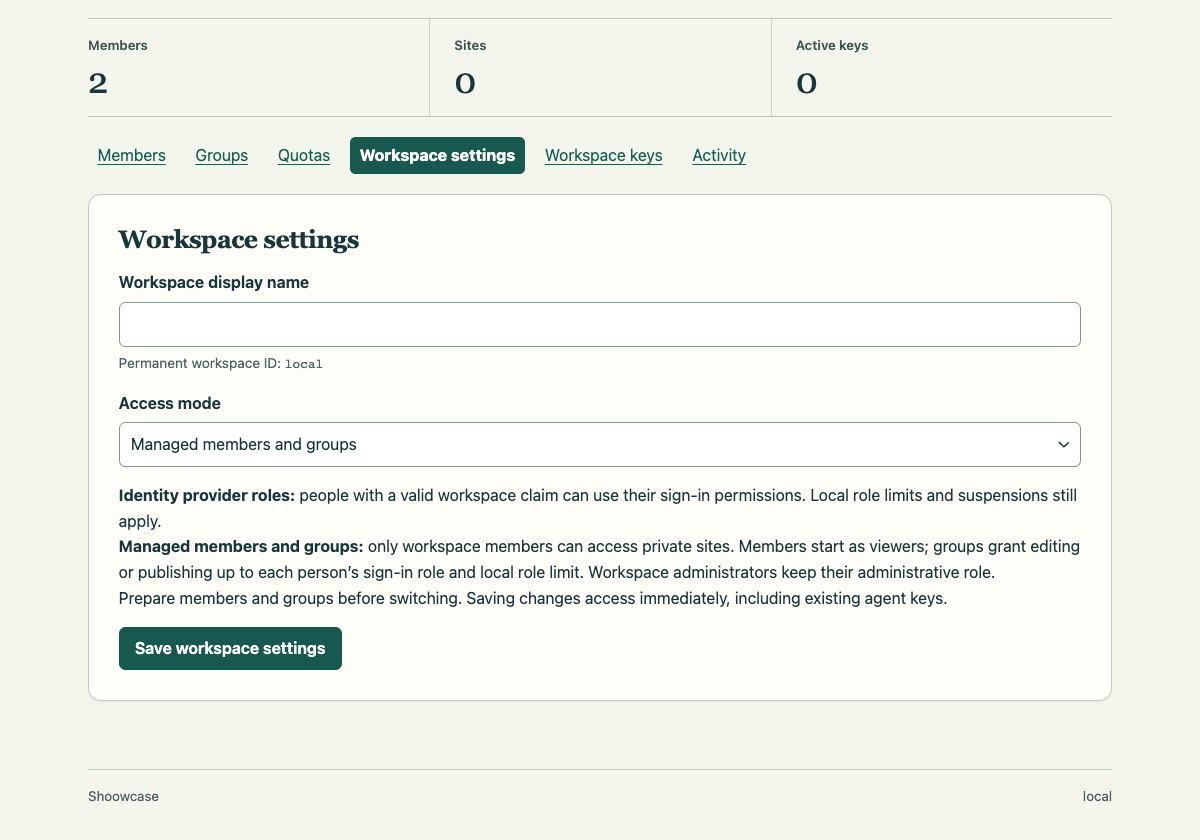 Members
2
Sites
0
Active keys
0
Members Groups Quotas Workspace settings Workspace keys Activity
Workspace settings
Workspace display name
Permanent workspace ID: local
Access mode
Managed members and groups
Identity provider roles: people with a valid workspace claim can use their sign-in permissions. Local role limits and suspensions still
apply.
Managed members and groups: only workspace members can access private sites. Members start as viewers; groups grant editing
or publishing up to each person’s sign-in role and local role limit. Workspace administrators keep their administrative role.
Prepare members and groups before switching. Saving changes access immediately, including existing agent keys.
Save workspace settings
Shoowcase
local